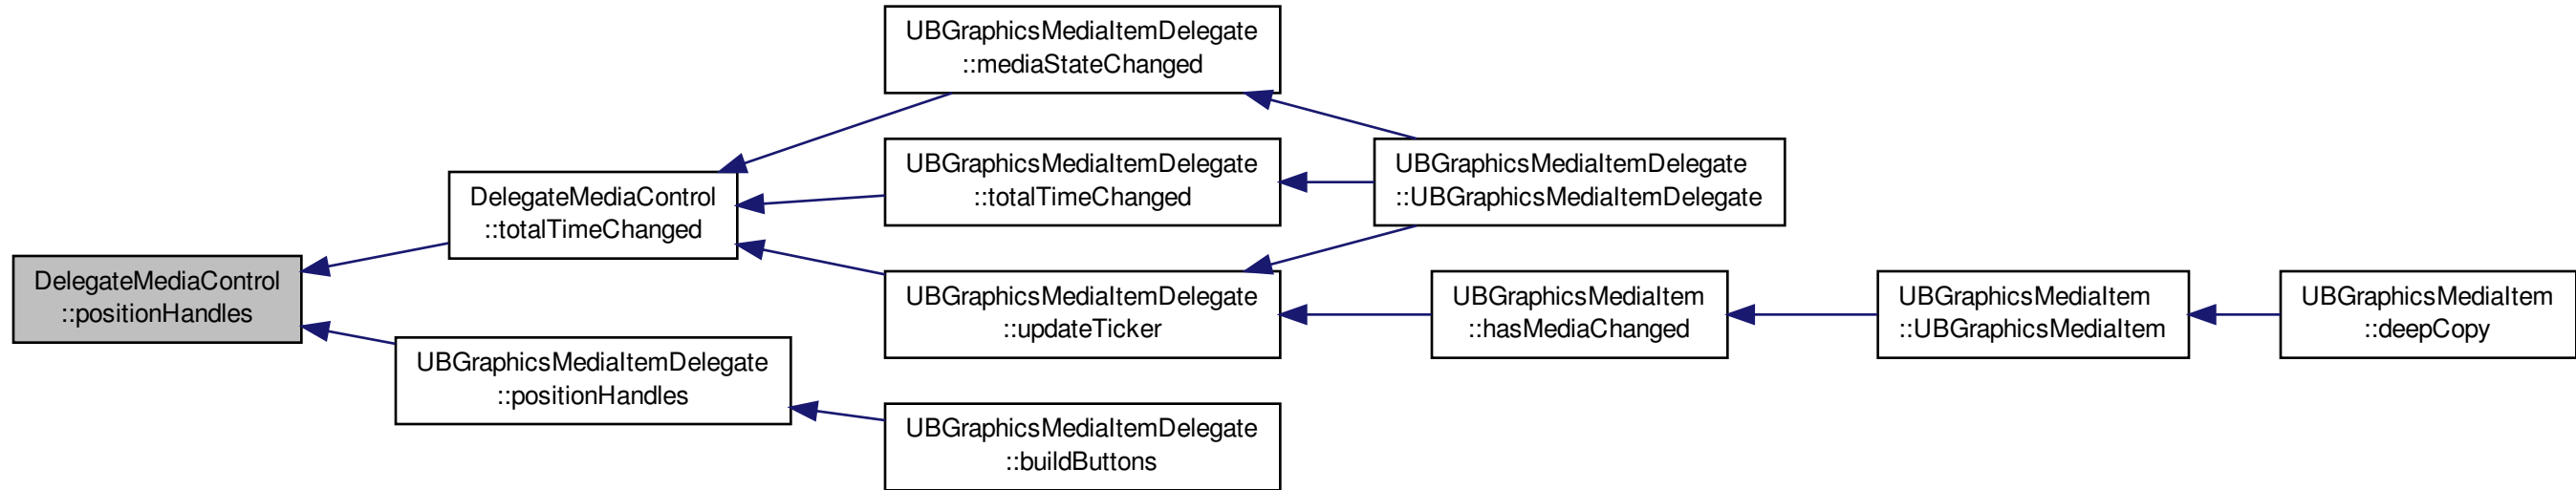 UBGraphicsMediaItemDelegate
::mediaStateChanged
UBGraphicsMediaItemDelegate
::totalTimeChanged
UBGraphicsMediaItemDelegate
::UBGraphicsMediaItemDelegate
DelegateMediaControl
::totalTimeChanged
DelegateMediaControl
::positionHandles
UBGraphicsMediaItemDelegate
::updateTicker
UBGraphicsMediaItem
::hasMediaChanged
UBGraphicsMediaItem
::UBGraphicsMediaItem
UBGraphicsMediaItem
::deepCopy
UBGraphicsMediaItemDelegate
::positionHandles
UBGraphicsMediaItemDelegate
::buildButtons